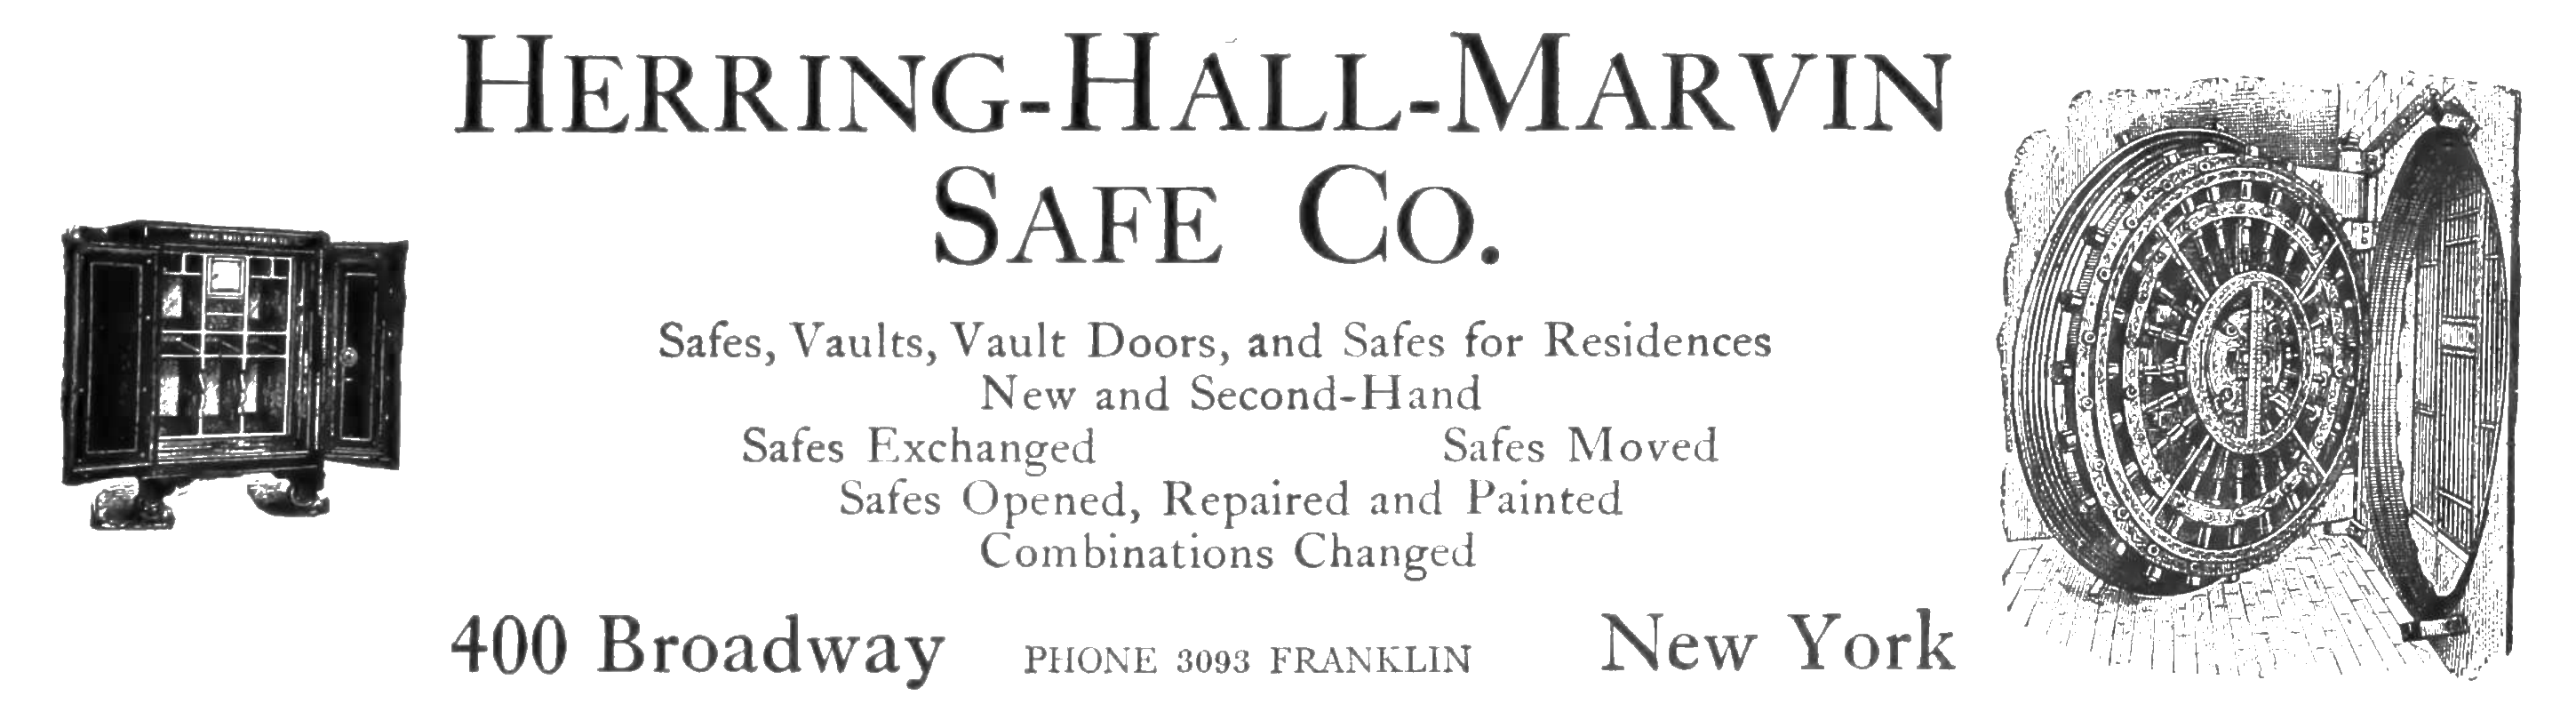 HERRING-HALL-MARVIN
SAFE CO.
Safes, Vaults, Vault Doors, and Safes for Residences
New and Second-Hand
Safes Exchanged Safes Moved
Safes Opened, Repaired and Painted
Combinations Changed
400 Broadway PHONE 3093 FRANKLIN New York